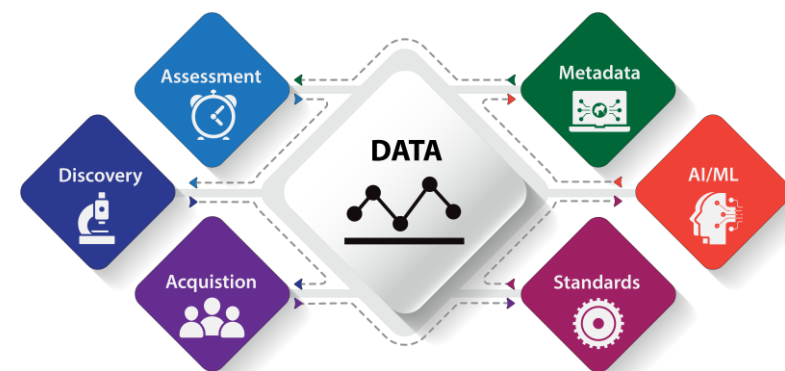 Assessment
Metadata
DATA
Discovery
AI/ML
Acquistion
Standards